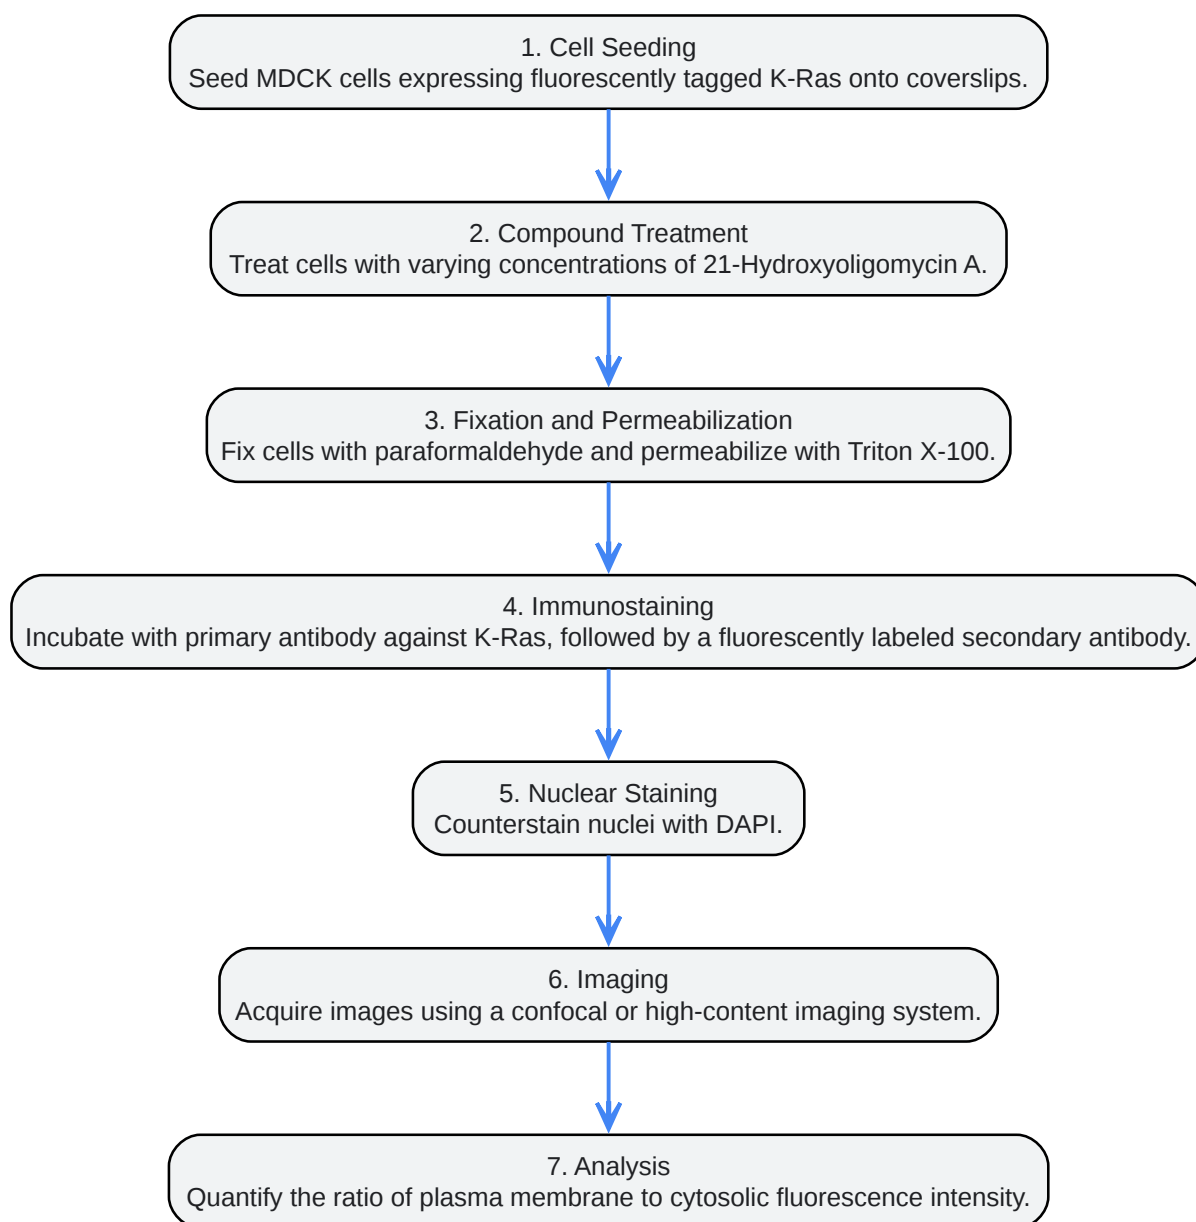 1. Cell Seeding
Seed MDCK cells expressing fluorescently tagged K-Ras onto coverslips.
2. Compound Treatment
Treat cells with varying concentrations of 21-Hydroxyoligomycin A.
3. Fixation and Permeabilization
Fix cells with paraformaldehyde and permeabilize with Triton X-100.
4. Immunostaining
Incubate with primary antibody against K-Ras, followed by a fluorescently labeled secondary antibody.
5. Nuclear Staining
Counterstain nuclei with DAPI.
6. Imaging
Acquire images using a confocal or high-content imaging system.
7. Analysis
Quantify the ratio of plasma membrane to cytosolic fluorescence intensity.